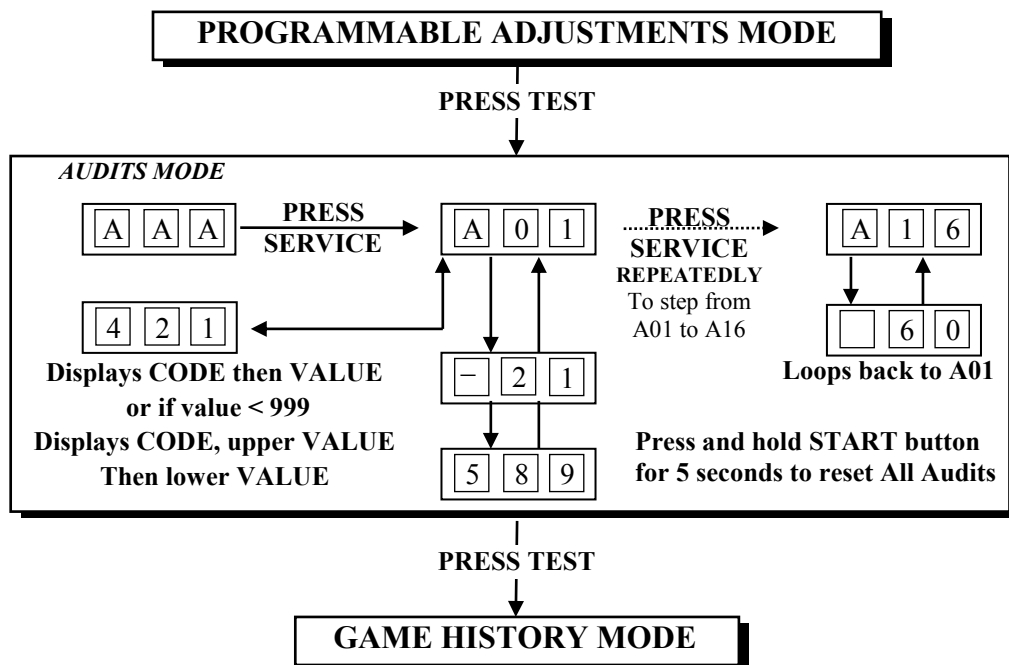 PROGRAMMABLE ADJUSTMENTS MODE
PRESS TEST
AUDITS MODE
A A A
PRESS
SERVICE
A 0 1
PRESS
SERVICE
REPEATEDLY
To step from
A01 to A16
A 1 6
4 2 1
6 0
Displays CODE then VALUE
or if value < 999
Displays CODE, upper VALUE
Then lower VALUE
– 2 1
5 8 9
Loops back to A01
Press and hold START button
for 5 seconds to reset All Audits
PRESS TEST
GAME HISTORY MODE